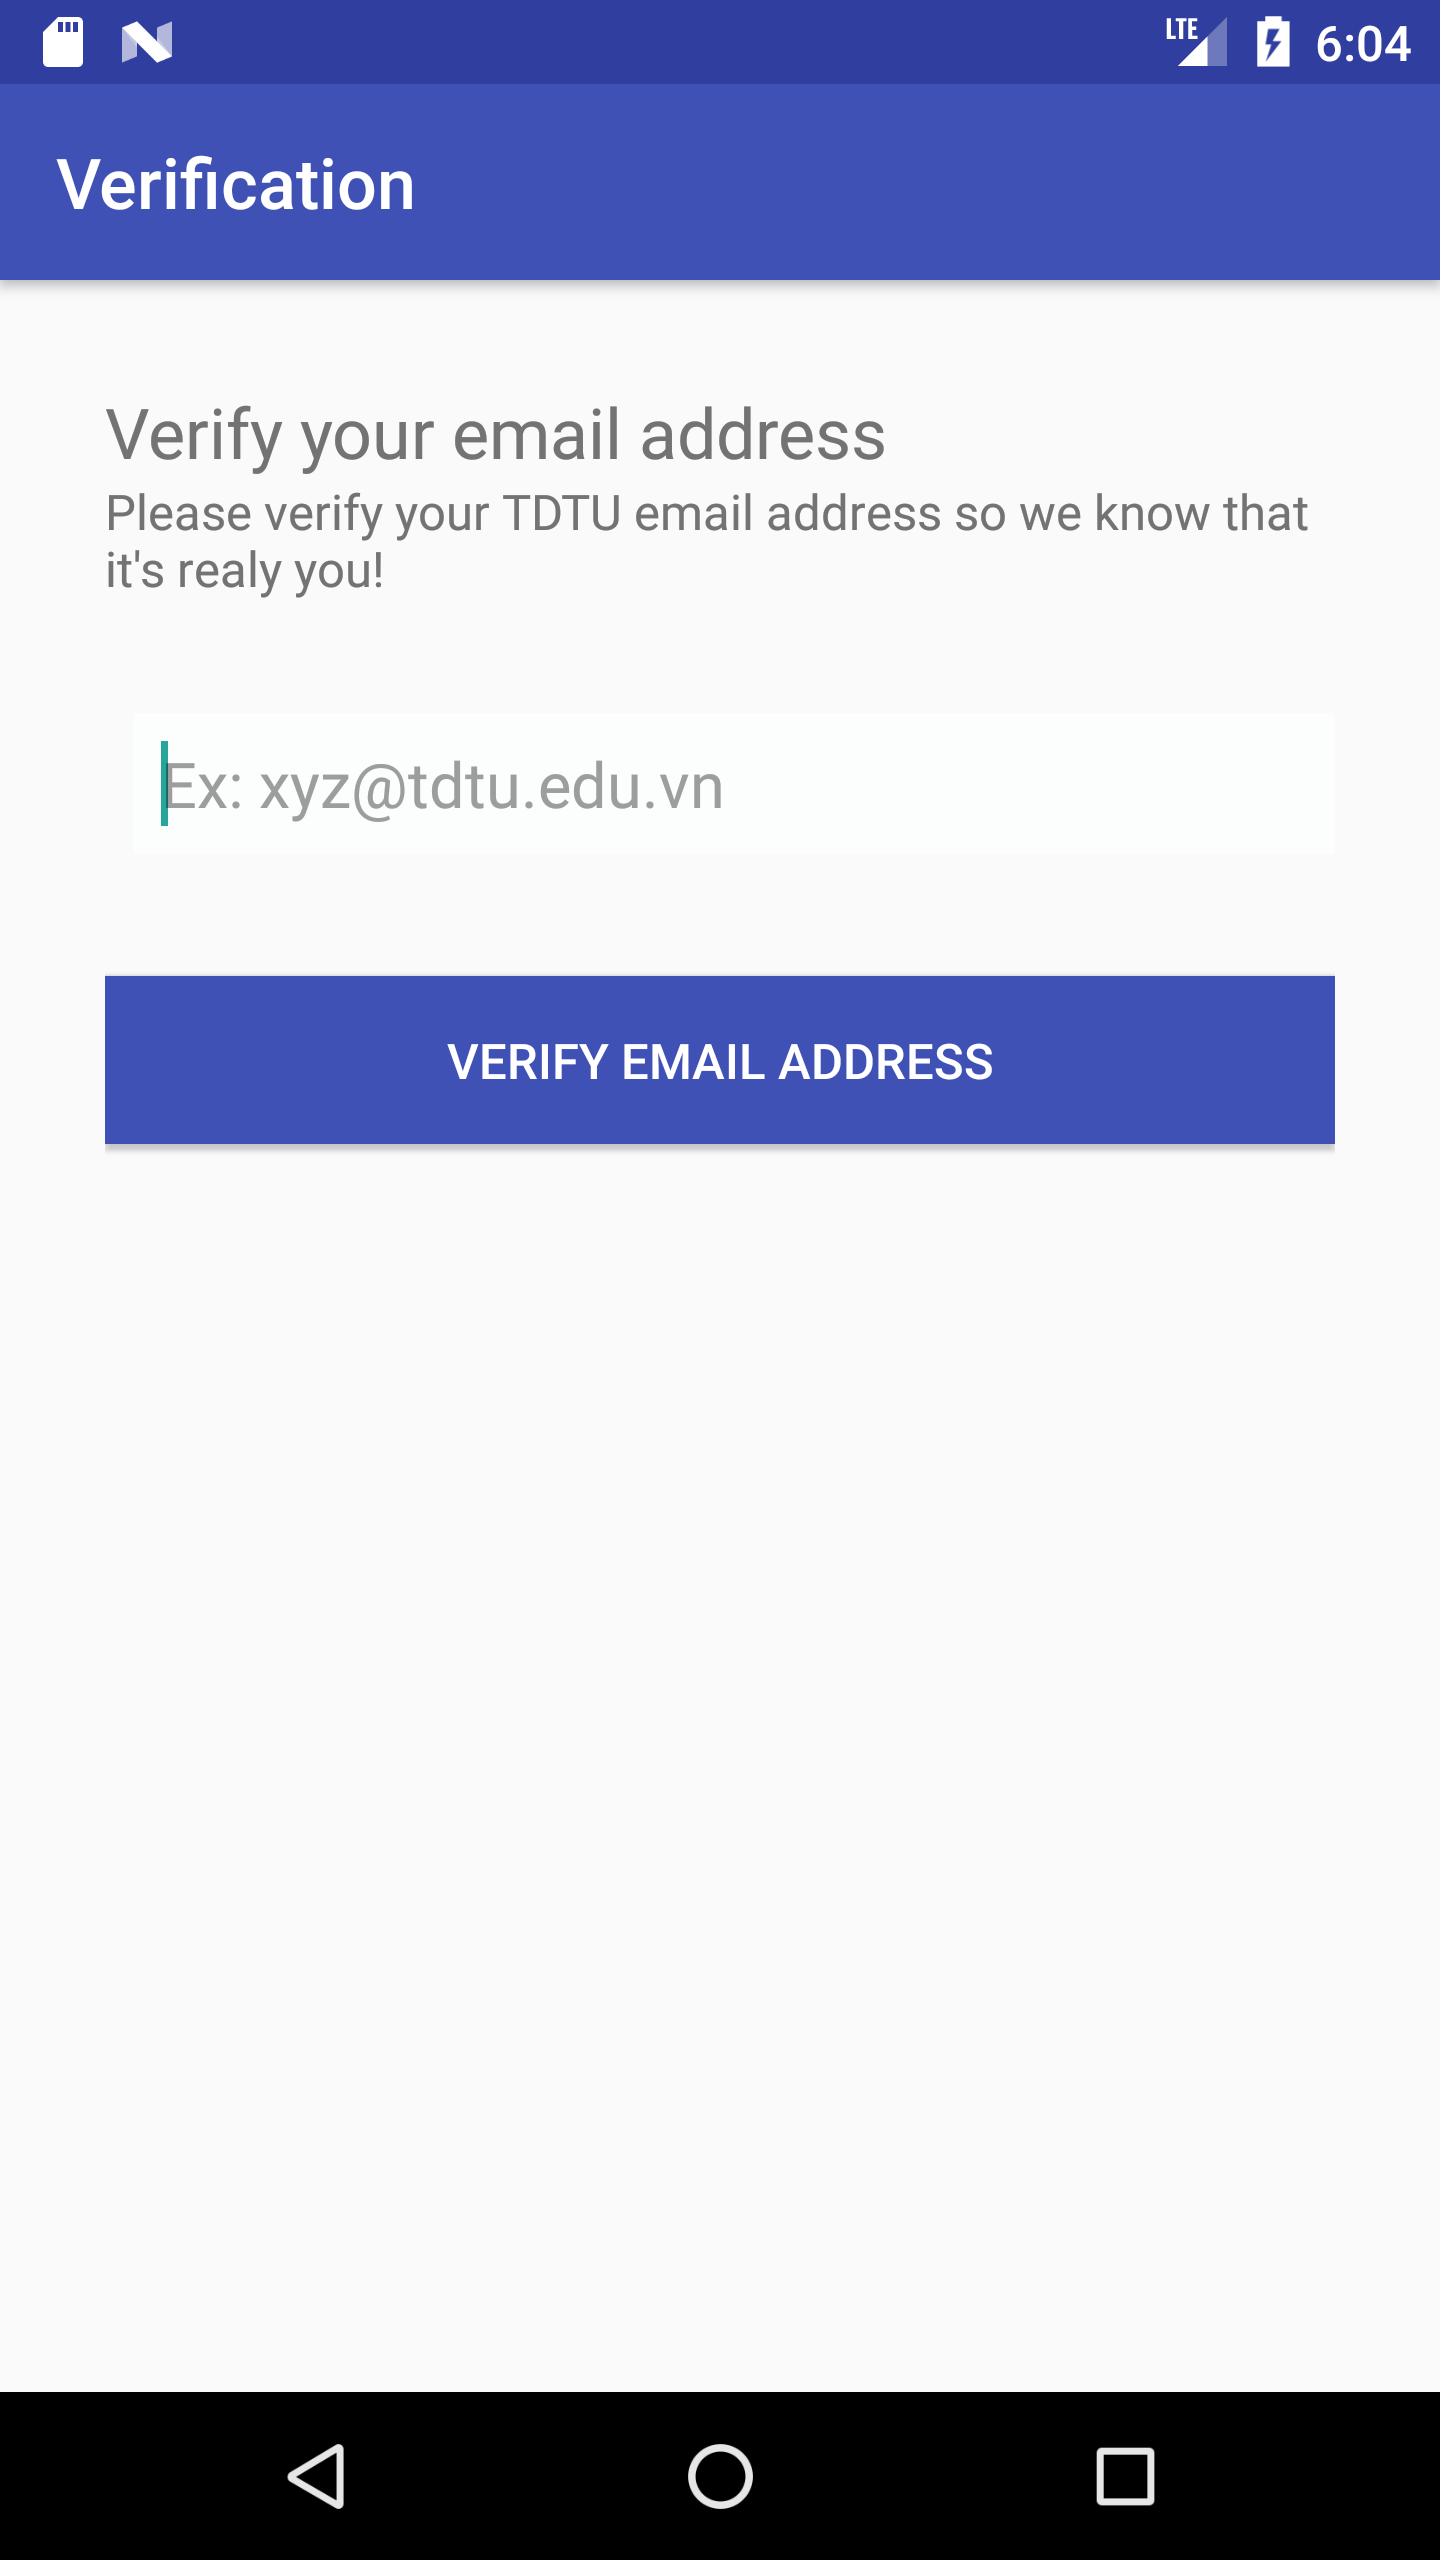 LTE 6:04
Verification
Verify your email address
Please verify your TDTU email address so we know that
it's realy you!
Ex: xyz@tdtu.edu.vn
VERIFY EMAIL ADDRESS